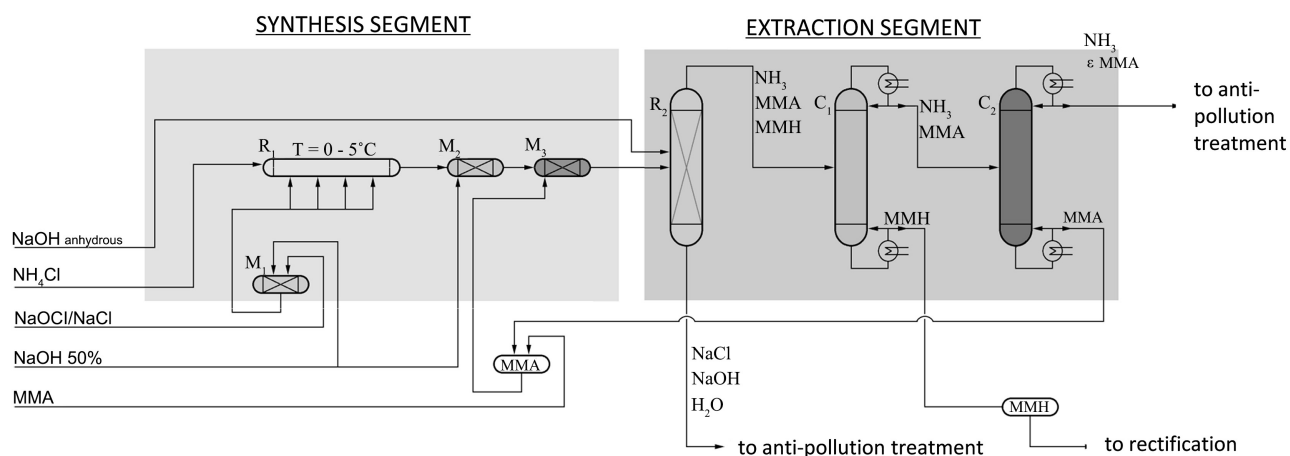 SYNTHESIS SEGMENT
EXTRACTION SEGMENT
NH₃
ε MMA
to anti-
pollution
treatment
R₁
T = 0 - 5˚C
M₂
M₃
R₂
NH₃
MMA
MMH
C₁
NH₃
MMA
C₂
NaOH anhydrous
M₁
NH₄Cl
NaOCl/NaCl
NaOH 50%
MMA
MMA
MMH
MMA
NaCl
NaOH
H₂O
MMH
to anti-pollution treatment
to rectification